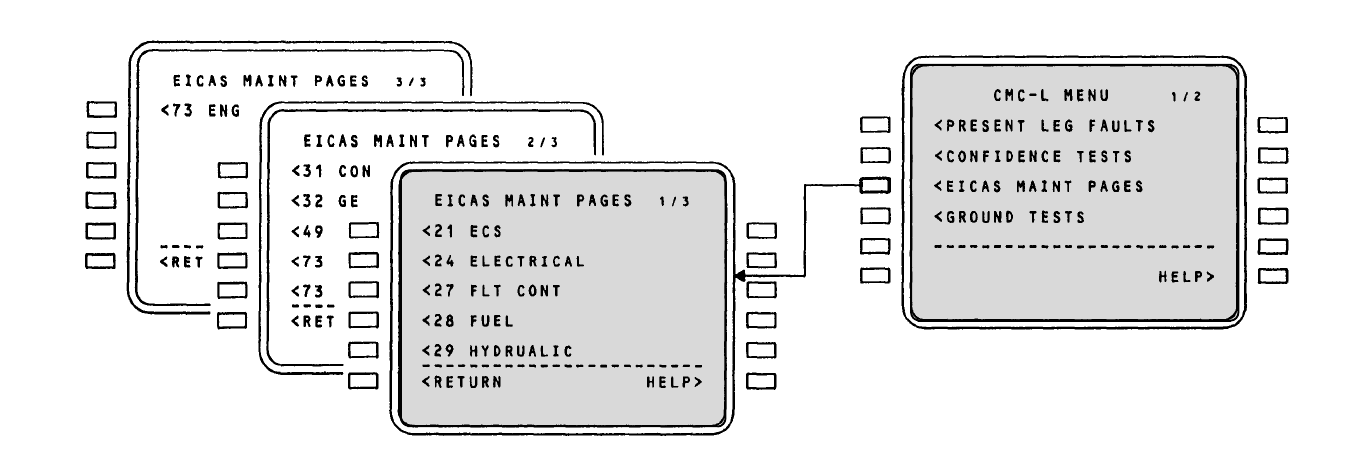 EICAS MAINT PAGES 3/3
<73 ENG
<RET
EICAS MAINT PAGES 2/3
<31 CON
<32 GE
<49
<73
<73
<RET
EICAS MAINT PAGES 1/3
<21 ECS
<24 ELECTRICAL
<27 FLT CONT
<28 FUEL
<29 HYDRUALIC
<RETURN HELP>
CMC-L MENU 1/2
<PRESENT LEG FAULTS
<CONFIDENCE TESTS
<EICAS MAINT PAGES
<GROUND TESTS
HELP>